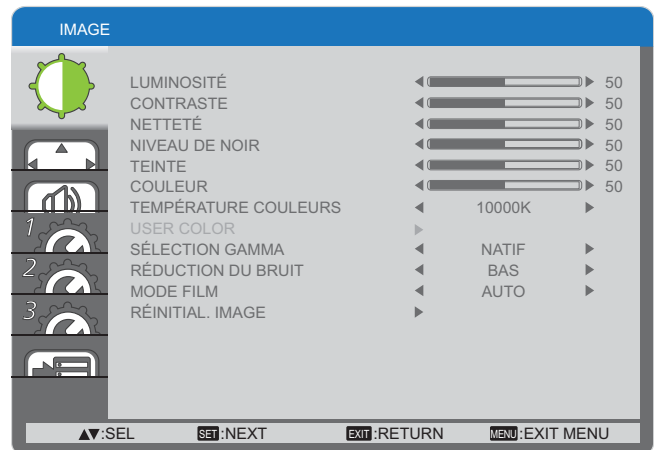 IMAGE
LUMINOSITÉ 50
CONTRASTE 50
NETTETÉ 50
NIVEAU DE NOIR 50
TEINTE 50
COULEUR 50
TEMPÉRATURE COULEURS 10000K
USER COLOR
SÉLECTION GAMMA NATIF
RÉDUCTION DU BRUIT BAS
MODE FILM AUTO
RÉINITIAL. IMAGE
1
2
3
▲▼:SEL SET:NEXT EXIT:RETURN MENU:EXIT MENU